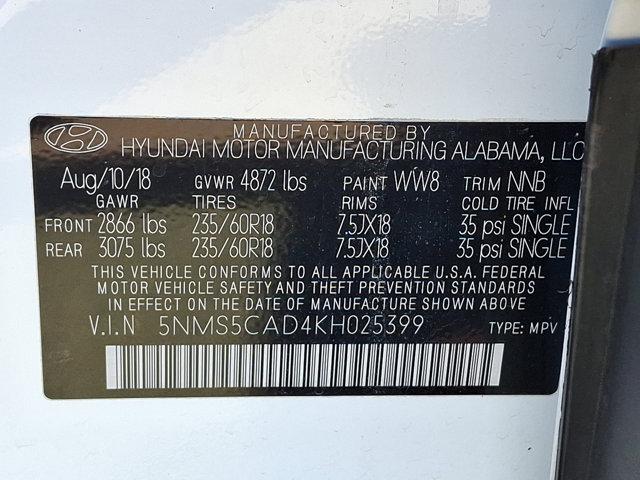 MANUFACTURED BY
HYUNDAI MOTOR MANUFACTURING ALABAMA, LLC
Aug/10/18 GVWR 4872 lbs PAINT WW8 TRIM NNB
GAWR TIRES RIMS COLD TIRE INFL
FRONT 2866 lbs 235/60R18 7.5JX18 35 psi SINGLE
REAR 3075 lbs 235/60R18 7.5JX18 35 psi SINGLE
THIS VEHICLE CONFORMS TO ALL APPLICABLE U.S.A. FEDERAL
MOTOR VEHICLE SAFETY AND THEFT PREVENTION STANDARDS
IN EFFECT ON THE DATE OF MANUFACTURE SHOWN ABOVE
V.I.N 5NMS5CAD4KH025399 TYPE: MPV